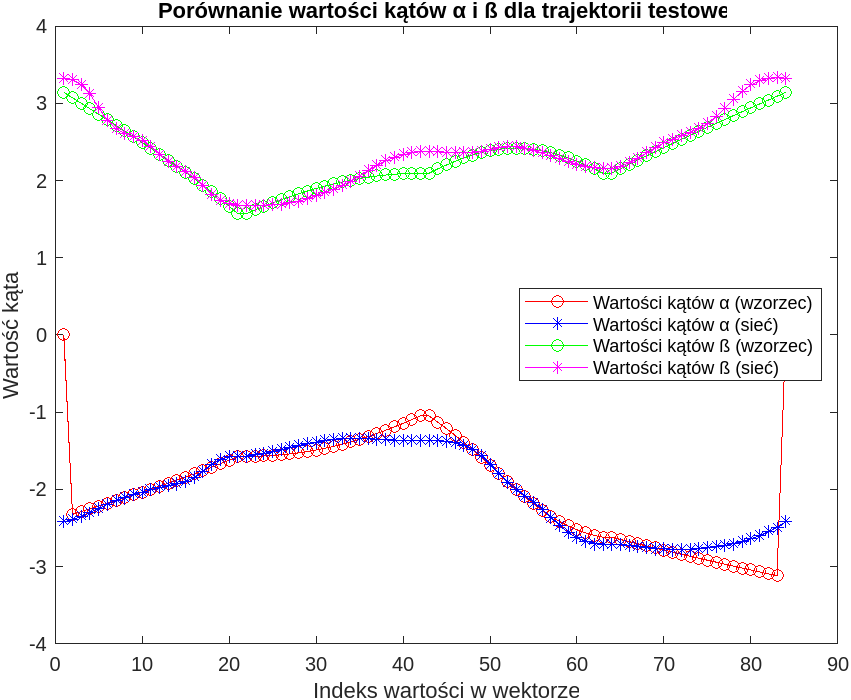 Porównanie wartości kątów α i ß dla trajektorii testowe
4
3
2
1
0
-1
-2
-3
-4
Wartość kąta
Wartości kątów α (wzorzec)
Wartości kątów α (sieć)
Wartości kątów ß (wzorzec)
Wartości kątów ß (sieć)
0 10 20 30 40 50 60 70 80 90
Indeks wartości w wektorze